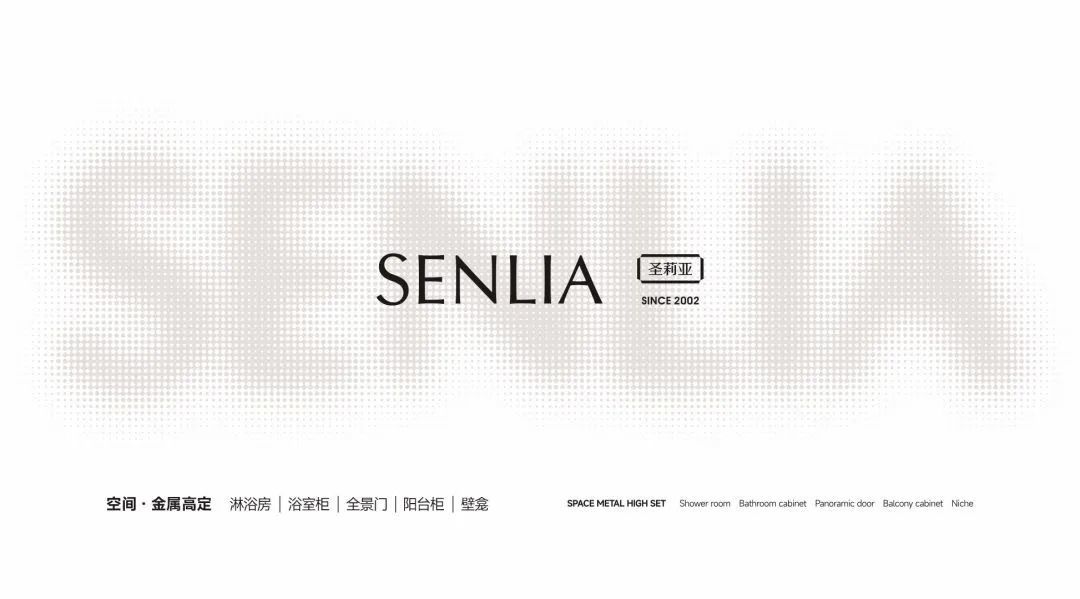 SENLIA
SENLIA
圣莉亚
SINCE 2002
空间·金属高定 淋浴房｜浴室柜｜全景门｜阳台柜｜壁龛
SPACE METAL HIGH SET Shower room Bathroom cabinet Panoramic door Balcony cabinet Niche